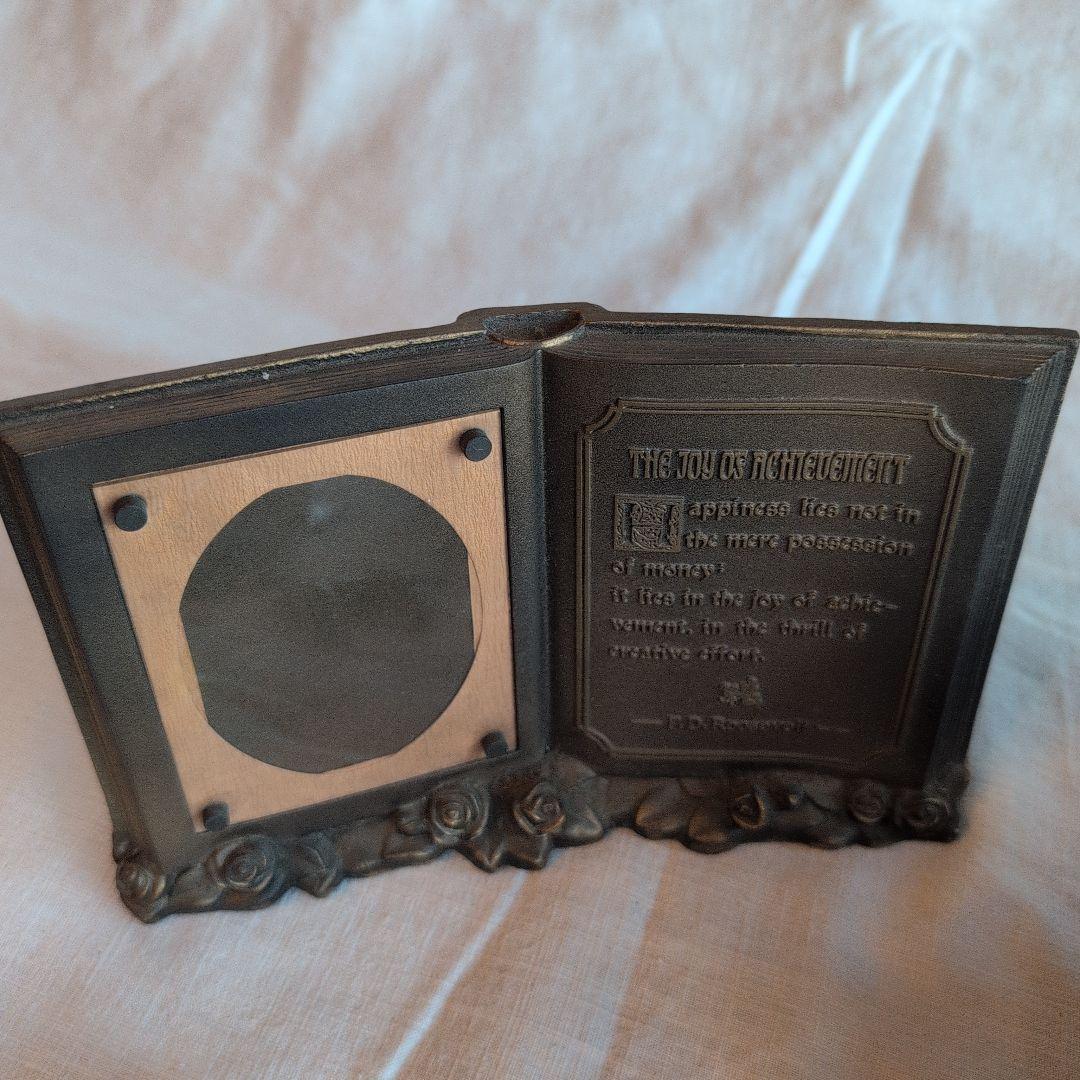 THE JOY OF ACHIEVEMENT
Happiness lies not in
the mere possession
of money;
it lies in the joy of achie-
vement, in the thrill of
creative effort.
— F. D. Roosevelt —